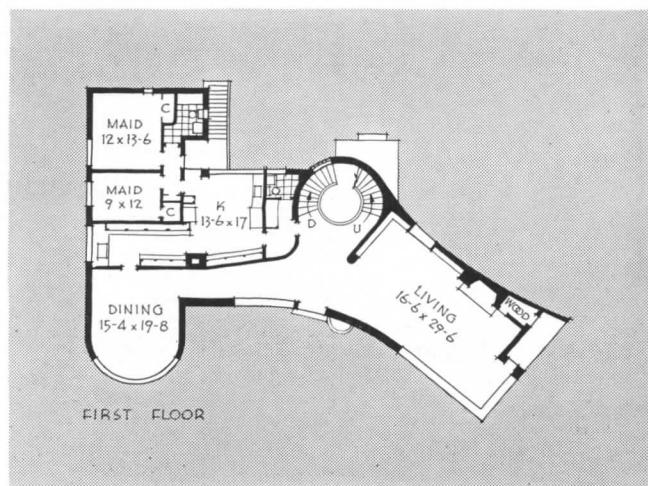 C
MAID
12 x 13-6
MAID
9 x 12
C
K
13-6 x 17
D
U
LIVING
16-6 x 29-6
WOOD
DINING
15-4 x 19-8
FIRST FLOOR